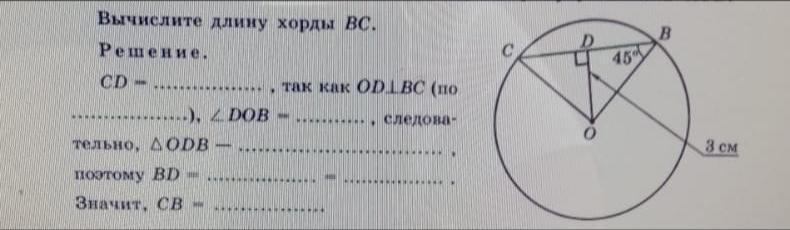 Вычислите длину хорды BC.
Решение.
CD = .................. , так как OD⊥BC (по
....................), ∠DOB = ........... , следова-
тельно, △ODB — ................................. ,
поэтому BD = ................. = ................ .
Значит, CB = .................
C
D
B
45°
O
3 см